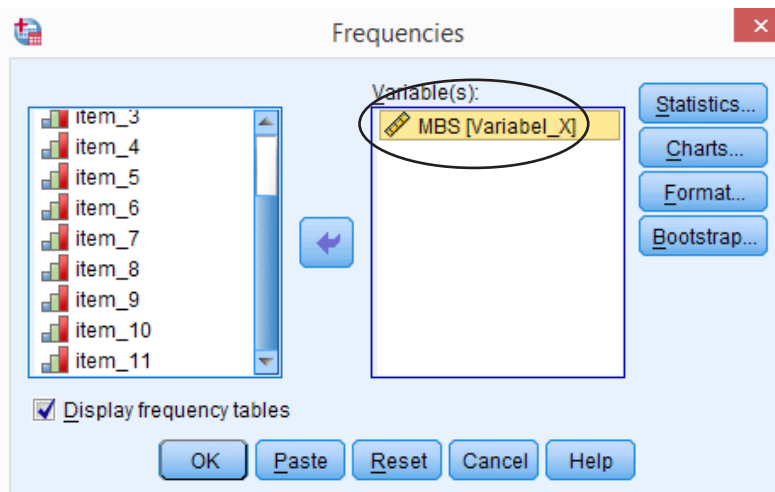 Frequencies
Variable(s):
item_3
item_4
item_5
item_6
item_7
item_8
item_9
item_10
item_11
MBS [Variabel_X]
Statistics...
Charts...
Format...
Bootstrap...
Display frequency tables
OK
Paste
Reset
Cancel
Help